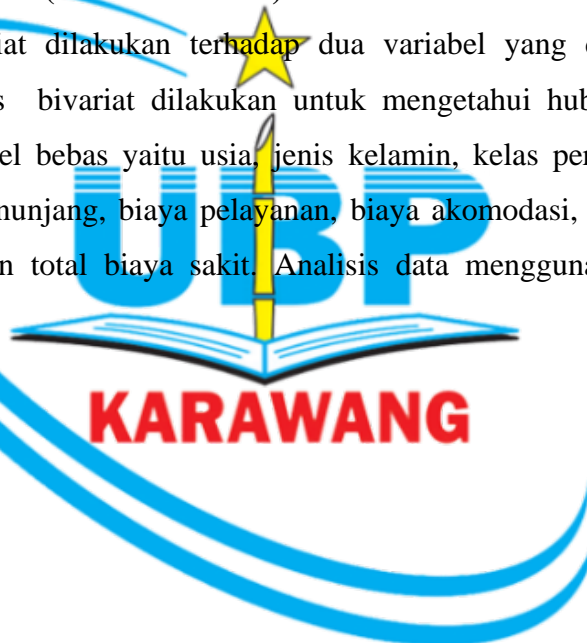 iat dilakukan terhadap dua variabel yang
s bivariat dilakukan untuk mengetahui hub
el bebas yaitu usia, jenis kelamin, kelas per
nunjang, biaya pelayanan, biaya akomodasi,
n total biaya sakit. Analisis data mengguna
UBP
KARAWANG